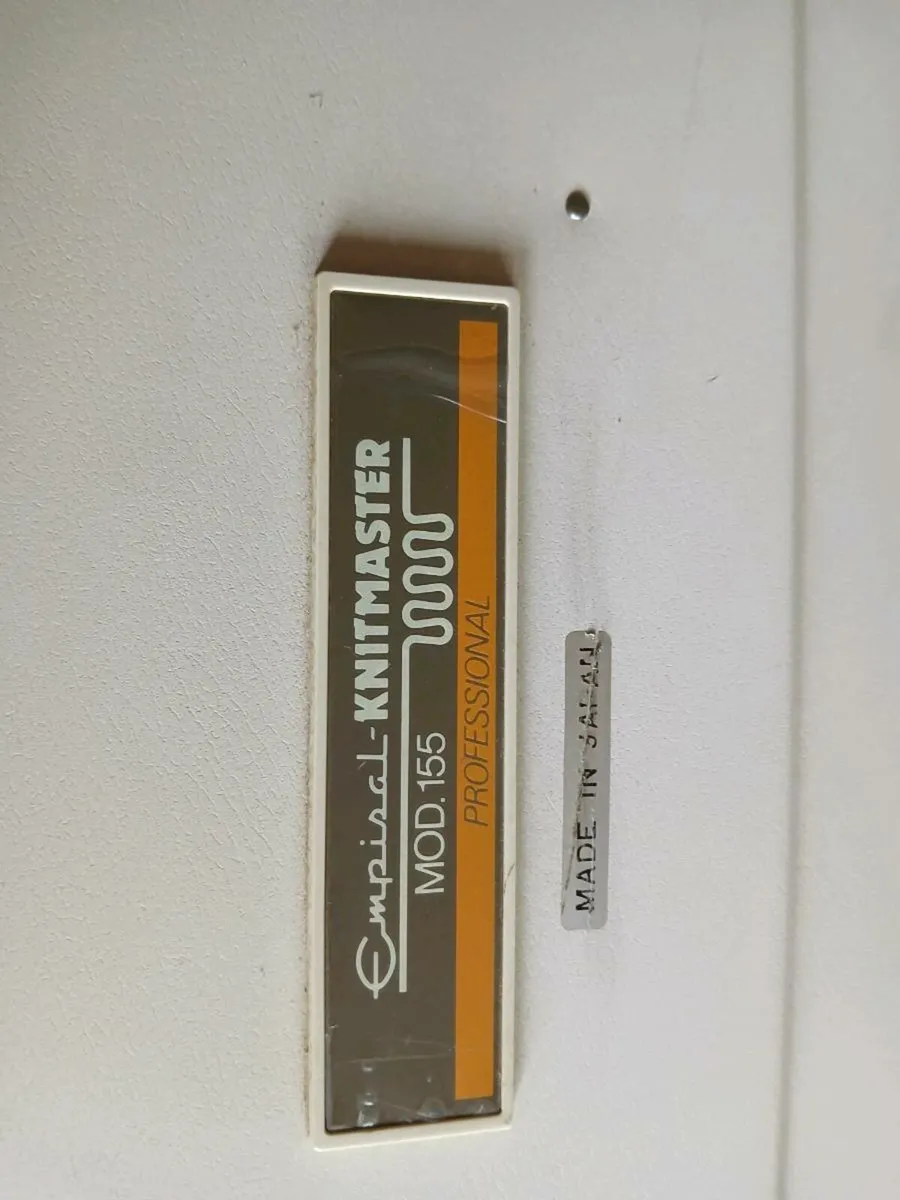 Empisal-KNITMASTER
MOD. 155
PROFESSIONAL
MADE IN JAPAN